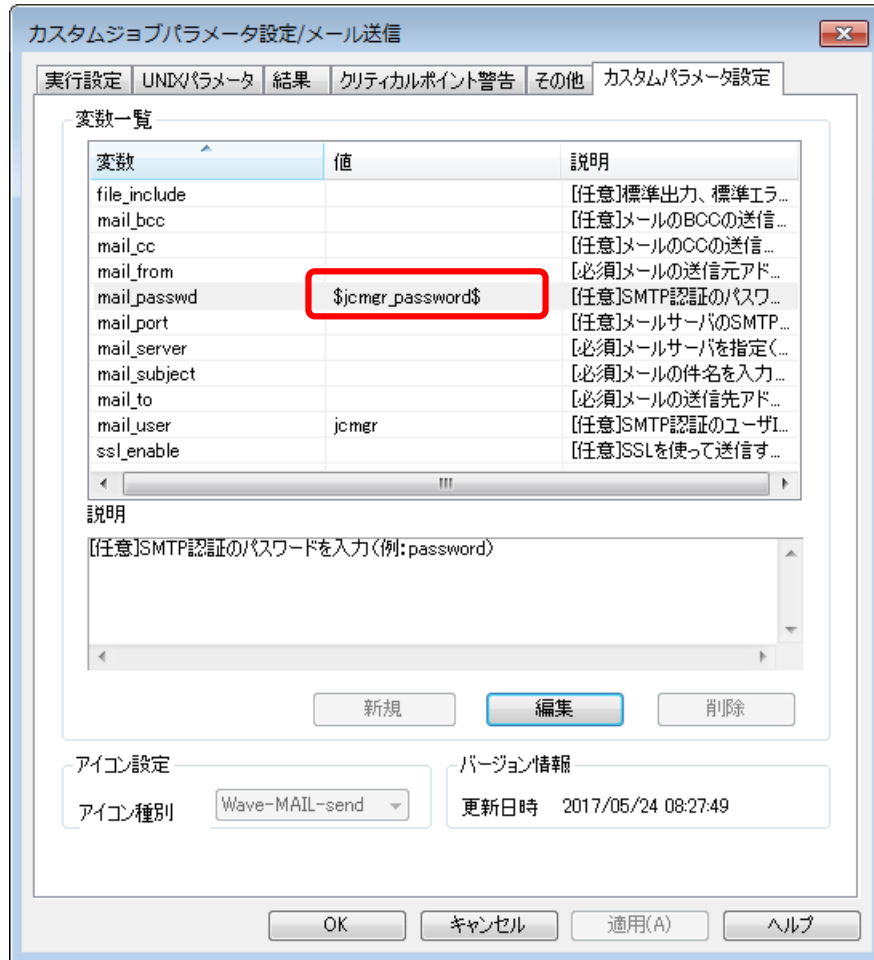 カスタムジョブパラメータ設定/メール送信
実行設定 UNIXパラメータ 結果 クリティカルポイント警告 その他 カスタムパラメータ設定
変数一覧
変数 値 説明
file_include [任意]標準出力、標準エラ...
mail_bcc [任意]メールのBCCの送信...
mail_cc [任意]メールのCCの送信...
mail_from [必須]メールの送信元アド...
mail_passwd $jcmgr_password$ [任意]SMTP認証のパスワ...
mail_port [任意]メールサーバのSMTP...
mail_server [必須]メールサーバを指定(...
mail_subject [必須]メールの件名を入力...
mail_to [必須]メールの送信先アド...
mail_user jcmgr [任意]SMTP認証のユーザI...
ssl_enable [任意]SSLを使って送信す...
説明
[任意]SMTP認証のパスワードを入力(例:password)
新規 編集 削除
アイコン設定 バージョン情報
アイコン種別 Wave-MAIL-send 更新日時 2017/05/24 08:27:49
OK キャンセル 適用(A) ヘルプ